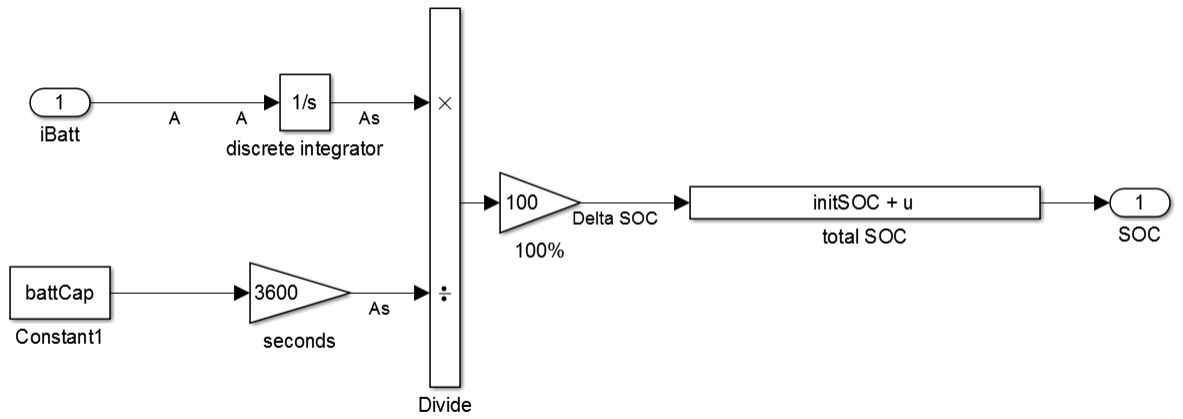 1
iBatt
A
A
1/s
discrete integrator
As
×
battCap
Constant1
3600
seconds
As
÷
Divide
100
100%
Delta SOC
initSOC + u
total SOC
1
SOC